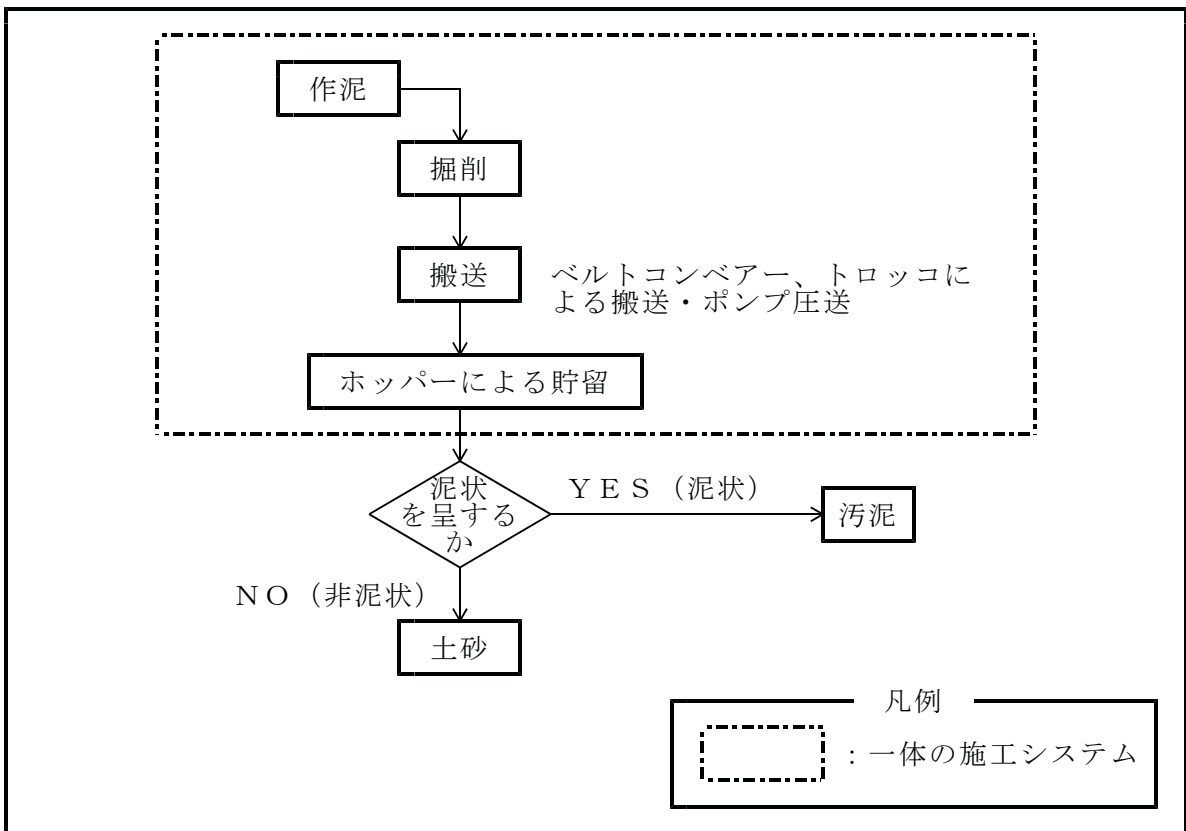 作泥
掘削
搬送
ベルトコンベアー、トロッコに
よる搬送・ポンプ圧送
ホッパーによる貯留
泥状
を呈する
か
ＹＥＳ（泥状）
汚泥
ＮＯ（非泥状）
土砂
凡例
：一体の施工システム